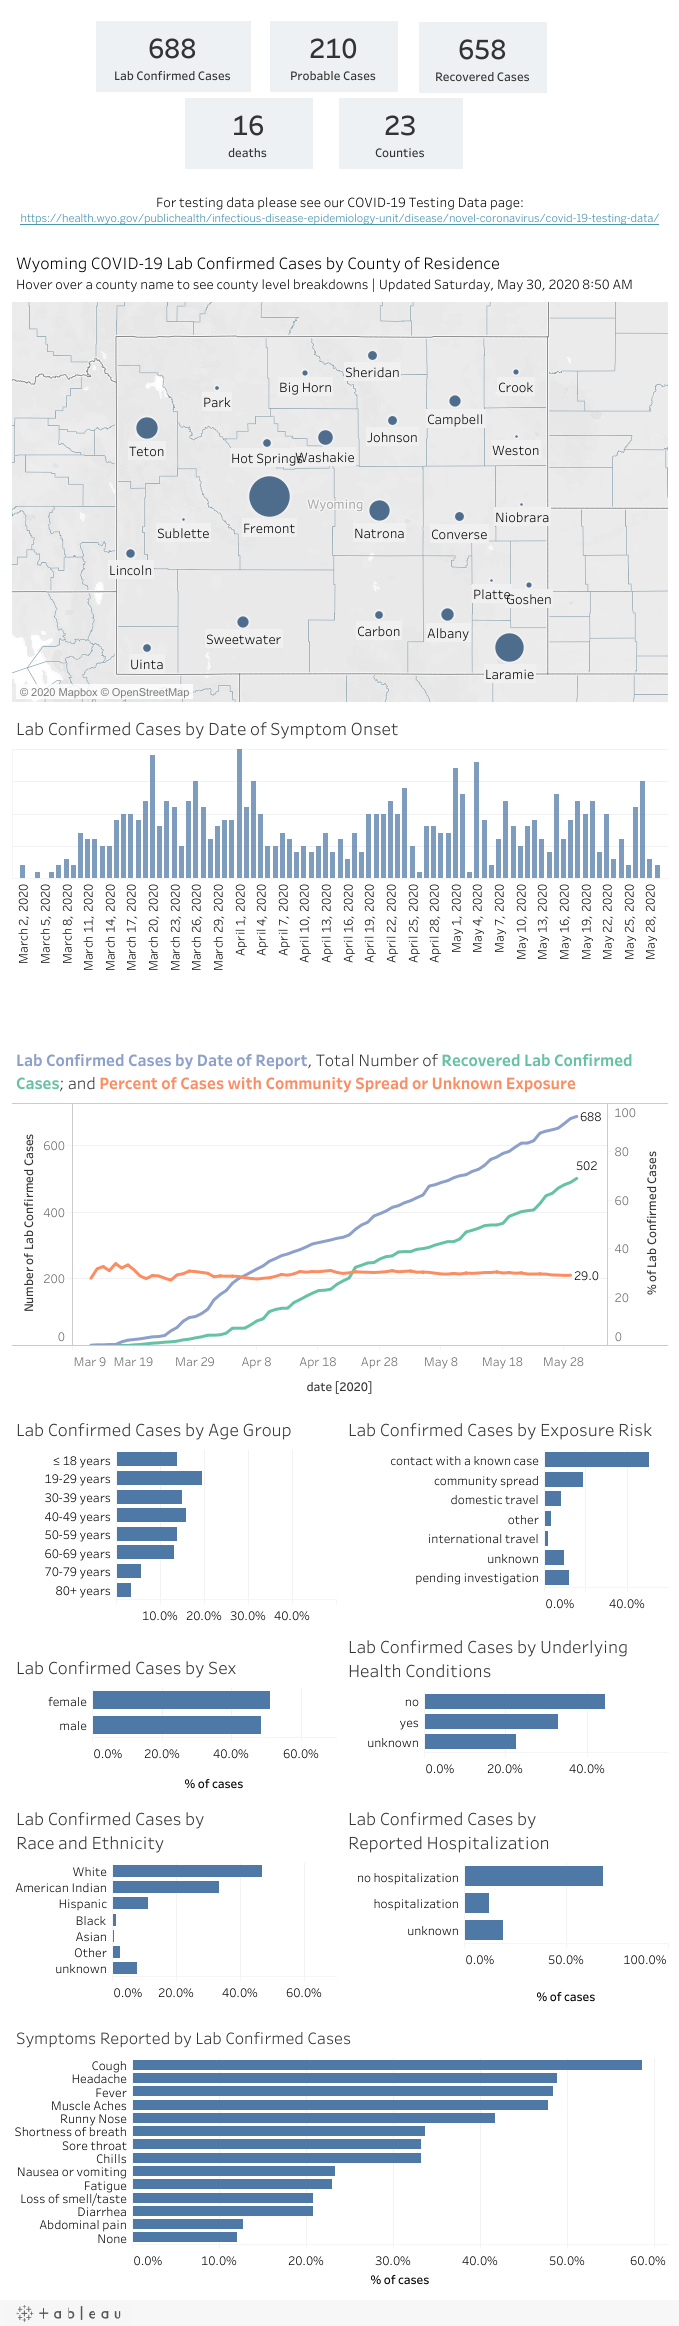 688
Lab Confirmed Cases
210
Probable Cases
658
Recovered Cases
16
deaths
23
Counties
For testing data please see our COVID-19 Testing Data page:
https://health.wyo.gov/publichealth/infectious-disease-epidemiology-unit/disease/novel-coronavirus/covid-19-testing-data/
Wyoming COVID-19 Lab Confirmed Cases by County of Residence
Hover over a county name to see county level breakdowns | Updated Saturday, May 30, 2020 8:50 AM
Sheridan
Park
Big Horn
Crook
Campbell
Johnson
Teton
Hot Springs
Washakie
Weston
Wyoming
Fremont
Sublette
Natrona
Converse
Niobrara
Lincoln
Platte
Goshen
Sweetwater
Carbon
Albany
Uinta
Laramie
© 2020 Mapbox © OpenStreetMap
Lab Confirmed Cases by Date of Symptom Onset
March 2, 2020
March 5, 2020
March 8, 2020
March 11, 2020
March 14, 2020
March 17, 2020
March 20, 2020
March 23, 2020
March 26, 2020
March 29, 2020
April 1, 2020
April 4, 2020
April 7, 2020
April 10, 2020
April 13, 2020
April 16, 2020
April 19, 2020
April 22, 2020
April 25, 2020
April 28, 2020
May 1, 2020
May 4, 2020
May 7, 2020
May 10, 2020
May 13, 2020
May 16, 2020
May 19, 2020
May 22, 2020
May 25, 2020
May 28, 2020
Lab Confirmed Cases by Date of Report, Total Number of Recovered Lab Confirmed
Cases; and Percent of Cases with Community Spread or Unknown Exposure
Number of Lab Confirmed Cases
600
400
200
0
688
502
29.0
100
80
60
40
20
0
% of Lab Confirmed Cases
Mar 9 Mar 19 Mar 29 Apr 8 Apr 18 Apr 28 May 8 May 18 May 28
date [2020]
Lab Confirmed Cases by Age Group
≤ 18 years
19-29 years
30-39 years
40-49 years
50-59 years
60-69 years
70-79 years
80+ years
10.0% 20.0% 30.0% 40.0%
Lab Confirmed Cases by Exposure Risk
contact with a known case
community spread
domestic travel
other
international travel
unknown
pending investigation
0.0% 40.0%
Lab Confirmed Cases by Sex
female
male
0.0% 20.0% 40.0% 60.0%
% of cases
Lab Confirmed Cases by Underlying
Health Conditions
no
yes
unknown
0.0% 20.0% 40.0%
Lab Confirmed Cases by
Race and Ethnicity
White
American Indian
Hispanic
Black
Asian
Other
unknown
0.0% 20.0% 40.0% 60.0%
Lab Confirmed Cases by
Reported Hospitalization
no hospitalization
hospitalization
unknown
0.0% 50.0% 100.0%
% of cases
Symptoms Reported by Lab Confirmed Cases
Cough
Headache
Fever
Muscle Aches
Runny Nose
Shortness of breath
Sore throat
Chills
Nausea or vomiting
Fatigue
Loss of smell/taste
Diarrhea
Abdominal pain
None
0.0% 10.0% 20.0% 30.0% 40.0% 50.0% 60.0%
% of cases
+ableau